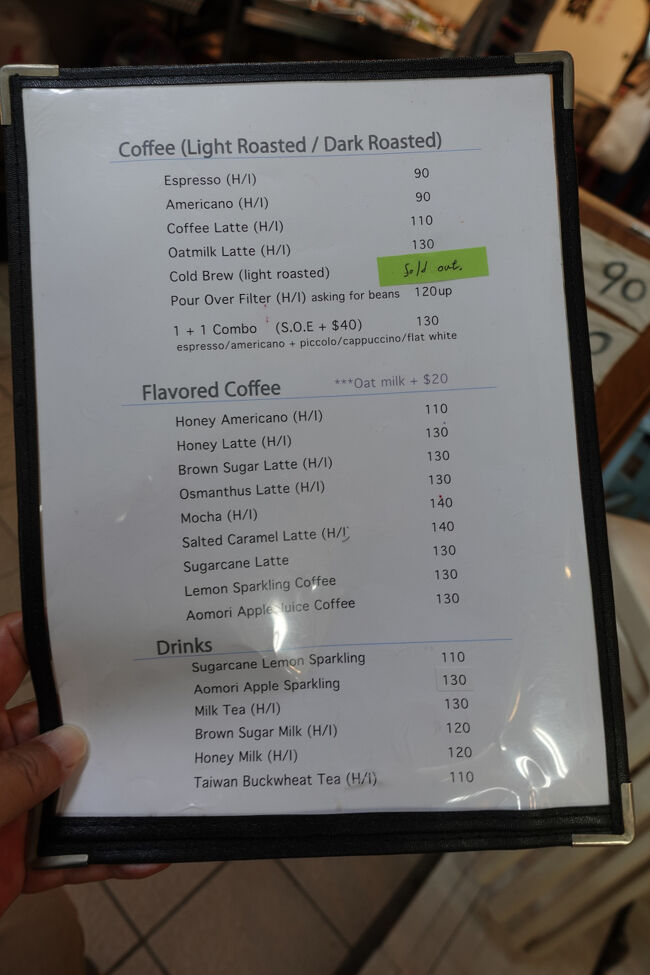 Coffee (Light Roasted / Dark Roasted)
Espresso (H/I) 90
Americano (H/I) 90
Coffee Latte (H/I) 110
Oatmilk Latte (H/I) 130
Cold Brew (light roasted) Sold out.
Pour Over Filter (H/I) asking for beans 120up
1 + 1 Combo (S.O.E + $40) 130
espresso/americano + piccolo/cappuccino/flat white
Flavored Coffee ***Oat milk + $20
Honey Americano (H/I) 110
Honey Latte (H/I) 130
Brown Sugar Latte (H/I) 130
Osmanthus Latte (H/I) 130
Mocha (H/I) 140
Salted Caramel Latte (H/I) 140
Sugarcane Latte 130
Lemon Sparkling Coffee 130
Aomori Apple Juice Coffee 130
Drinks
Sugarcane Lemon Sparkling 110
Aomori Apple Sparkling 130
Milk Tea (H/I) 130
Brown Sugar Milk (H/I) 120
Honey Milk (H/I) 120
Taiwan Buckwheat Tea (H/I) 110
90